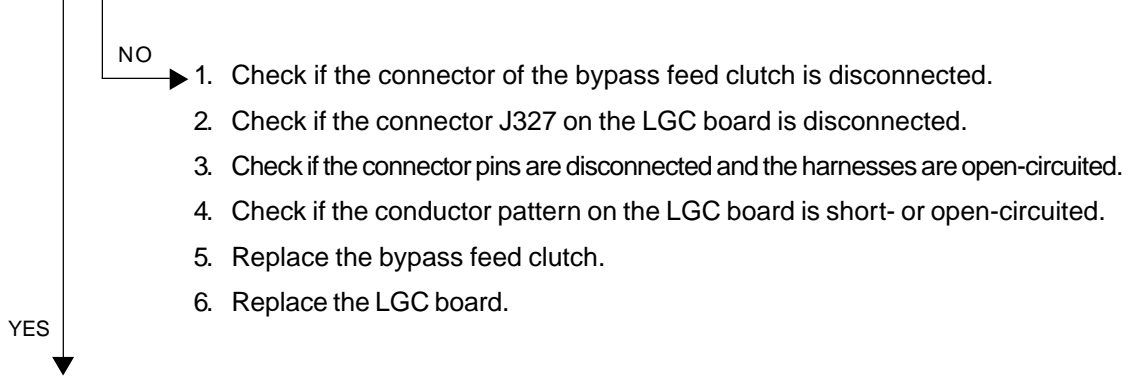 NO
1. Check if the connector of the bypass feed clutch is disconnected.
2. Check if the connector J327 on the LGC board is disconnected.
3. Check if the connector pins are disconnected and the harnesses are open-circuited.
4. Check if the conductor pattern on the LGC board is short- or open-circuited.
5. Replace the bypass feed clutch.
6. Replace the LGC board.
YES